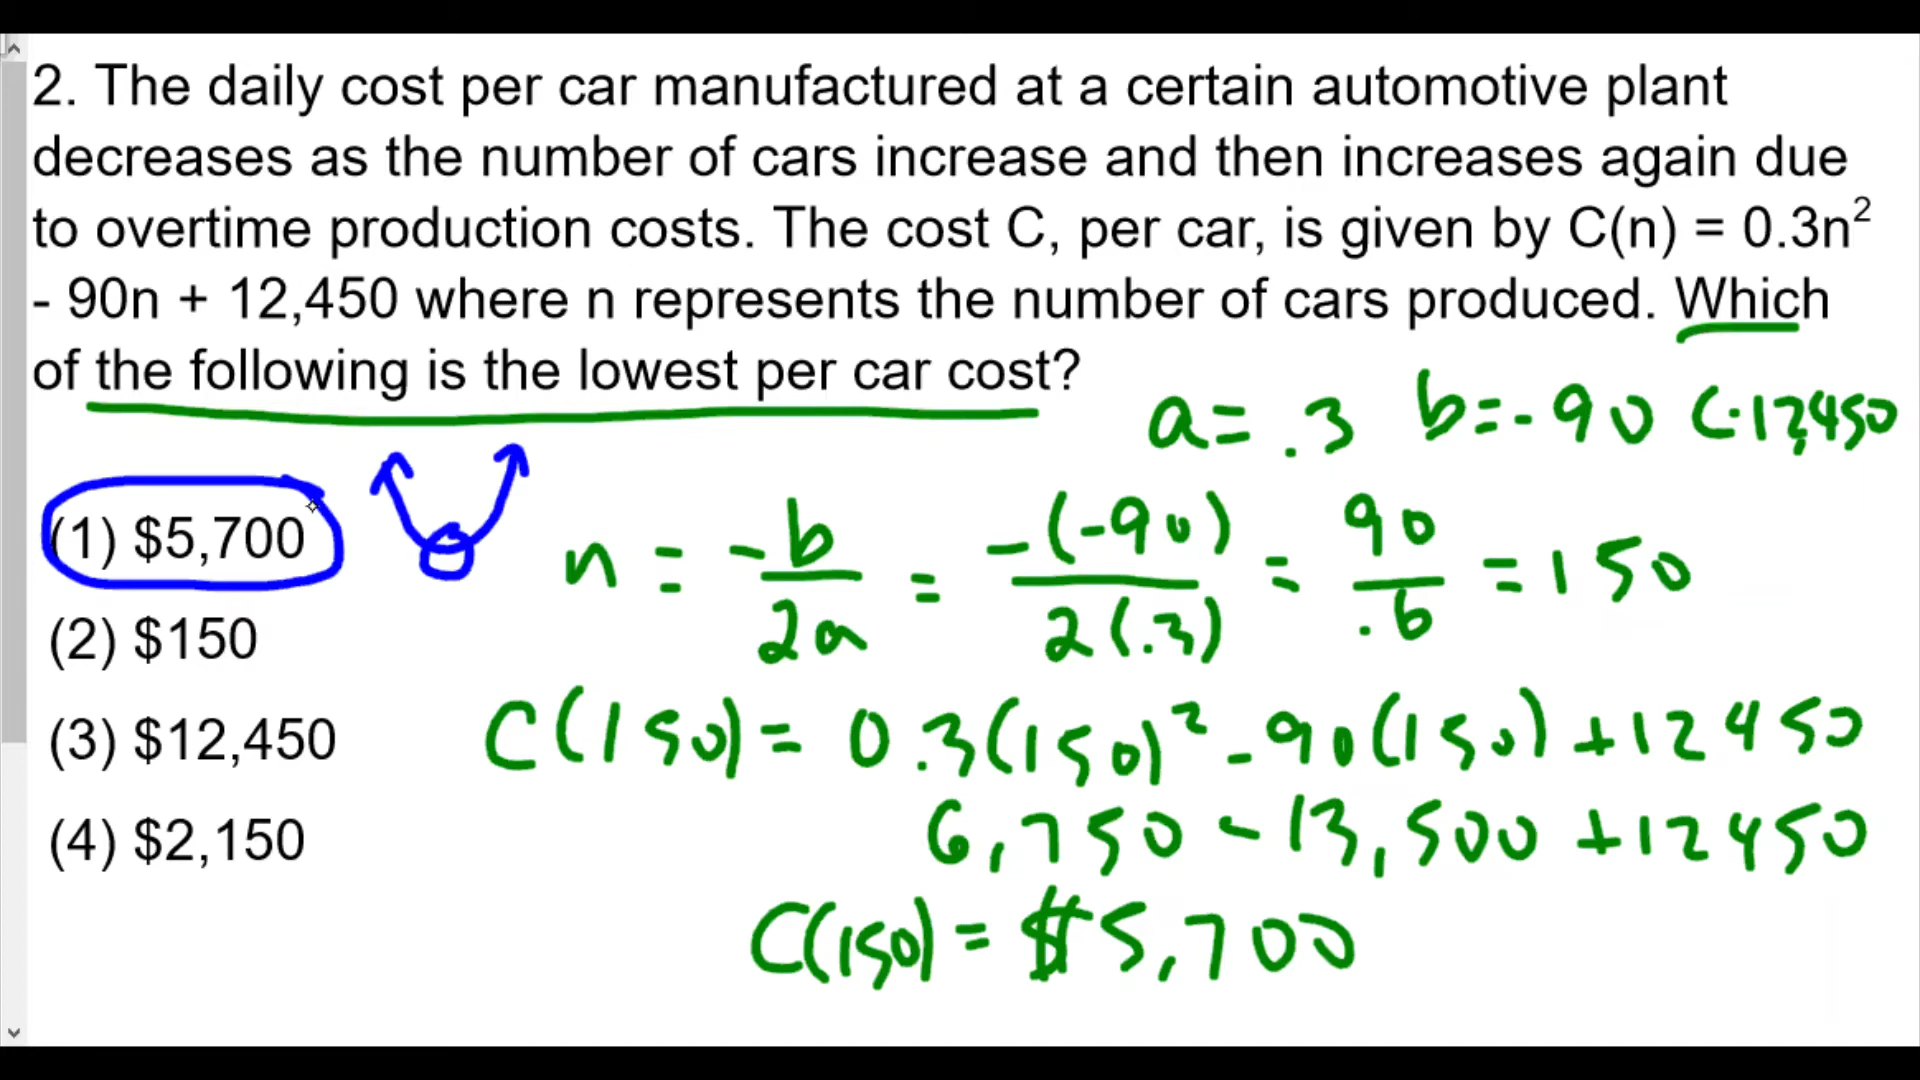 2. The daily cost per car manufactured at a certain automotive plant
decreases as the number of cars increase and then increases again due
to overtime production costs. The cost C, per car, is given by C(n) = 0.3n²
- 90n + 12,450 where n represents the number of cars produced. Which
of the following is the lowest per car cost?
a = .3 b = -90 C = 12,450
(1) $5,700
n = -b/2a = -(-90)/2(.3) = 90/.6 = 150
(2) $150
C(150) = 0.3(150)² - 90(150) + 12450
(3) $12,450
6,750 - 13,500 + 12450
(4) $2,150
C(150) = $5,700